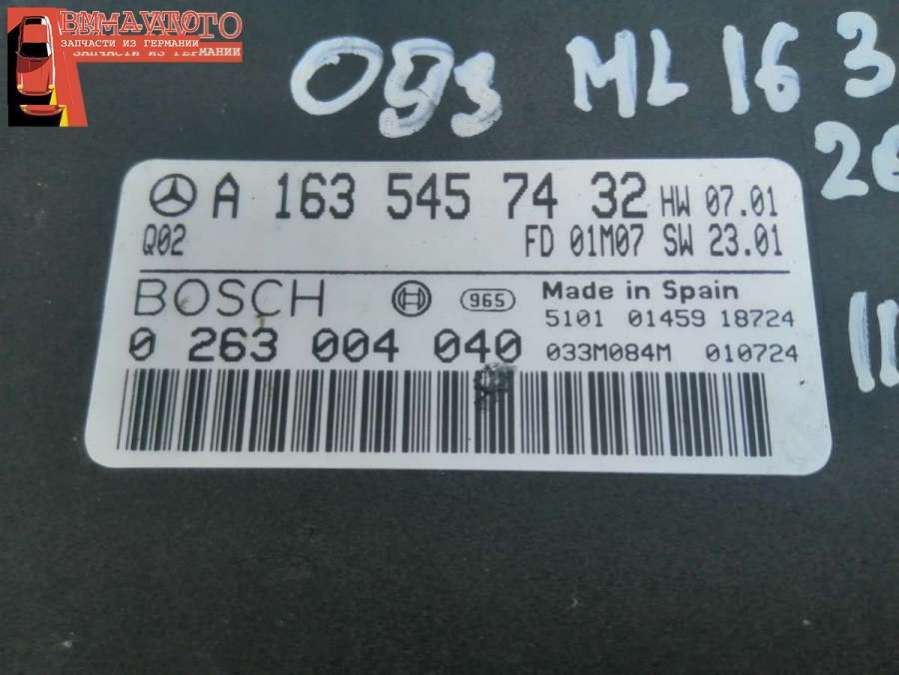 ВММАVТО
ЗАПЧАСТИ ИЗ ГЕРМАНИИ
ML 163
A 163 545 74 32 HW 07.01
Q02 FD 01M07 SW 23.01
BOSCH 965 Made in Spain
5101 01459 18724
0 263 004 040 033M084M 010724